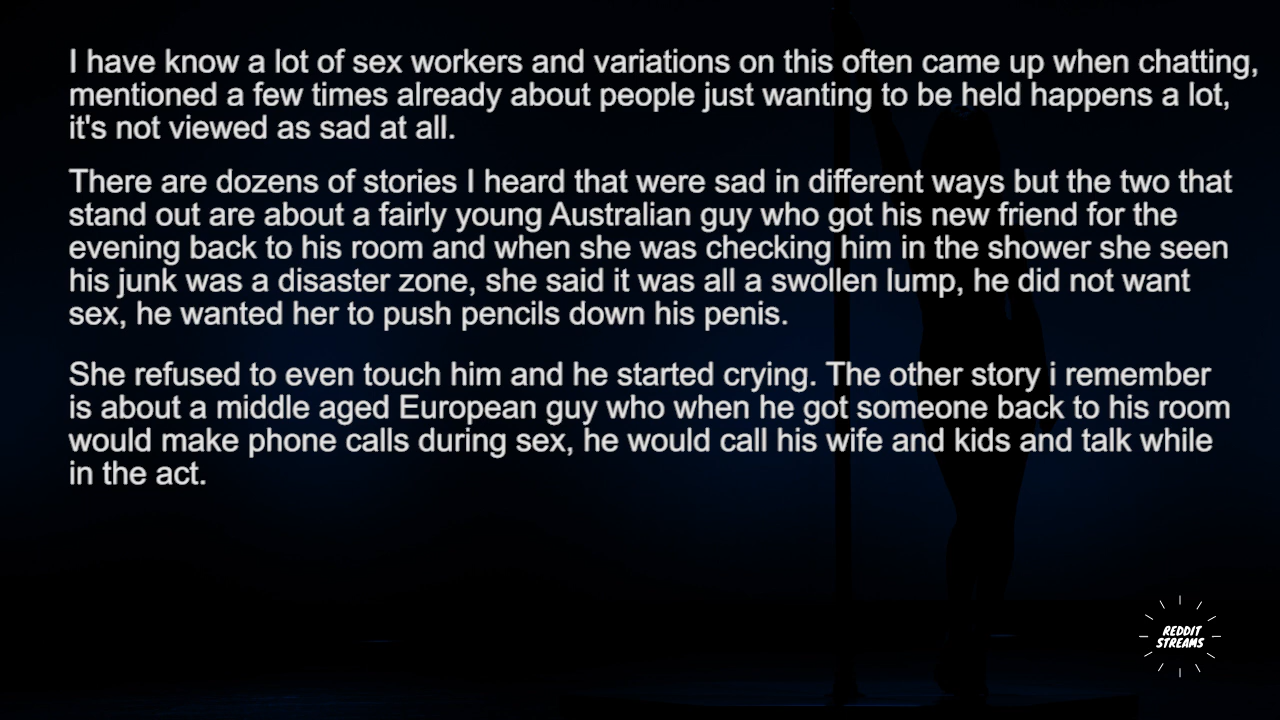 I have know a lot of sex workers and variations on this often came up when chatting,
mentioned a few times already about people just wanting to be held happens a lot,
it's not viewed as sad at all.
There are dozens of stories I heard that were sad in different ways but the two that
stand out are about a fairly young Australian guy who got his new friend for the
evening back to his room and when she was checking him in the shower she seen
his junk was a disaster zone, she said it was all a swollen lump, he did not want
sex, he wanted her to push pencils down his penis.
She refused to even touch him and he started crying. The other story i remember
is about a middle aged European guy who when he got someone back to his room
would make phone calls during sex, he would call his wife and kids and talk while
in the act.
REDDIT
STREAMS